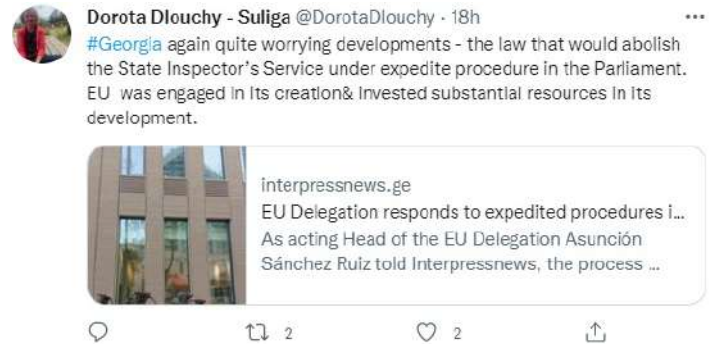 Dorota Dlouchy - Suliga @DorotaDlouchy · 18h
#Georgia again quite worrying developments - the law that would abolish
the State Inspector's Service under expedite procedure in the Parliament.
EU was engaged in its creation& invested substantial resources in its
development.
interpressnews.ge
EU Delegation responds to expedited procedures i...
As acting Head of the EU Delegation Asunción
Sánchez Ruiz told Interpressnews, the process ...
2 2